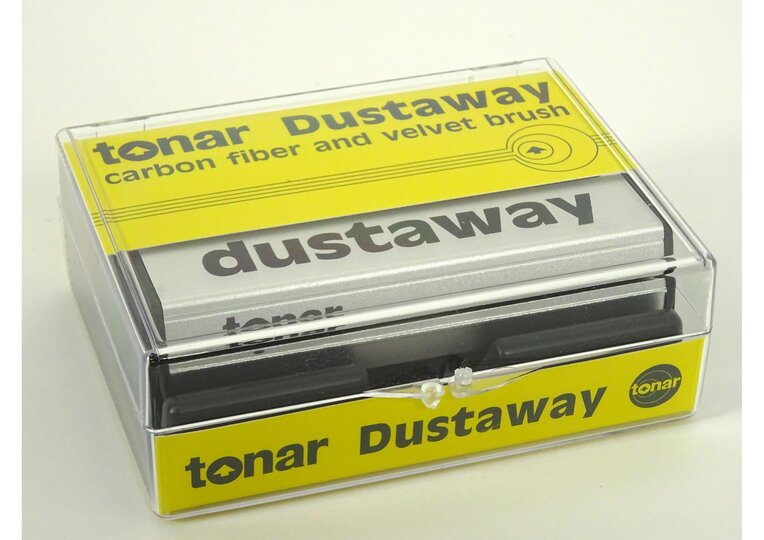 tonar Dustaway
carbon fiber and velvet brush
dustaway
tonar
tonar Dustaway
tonar